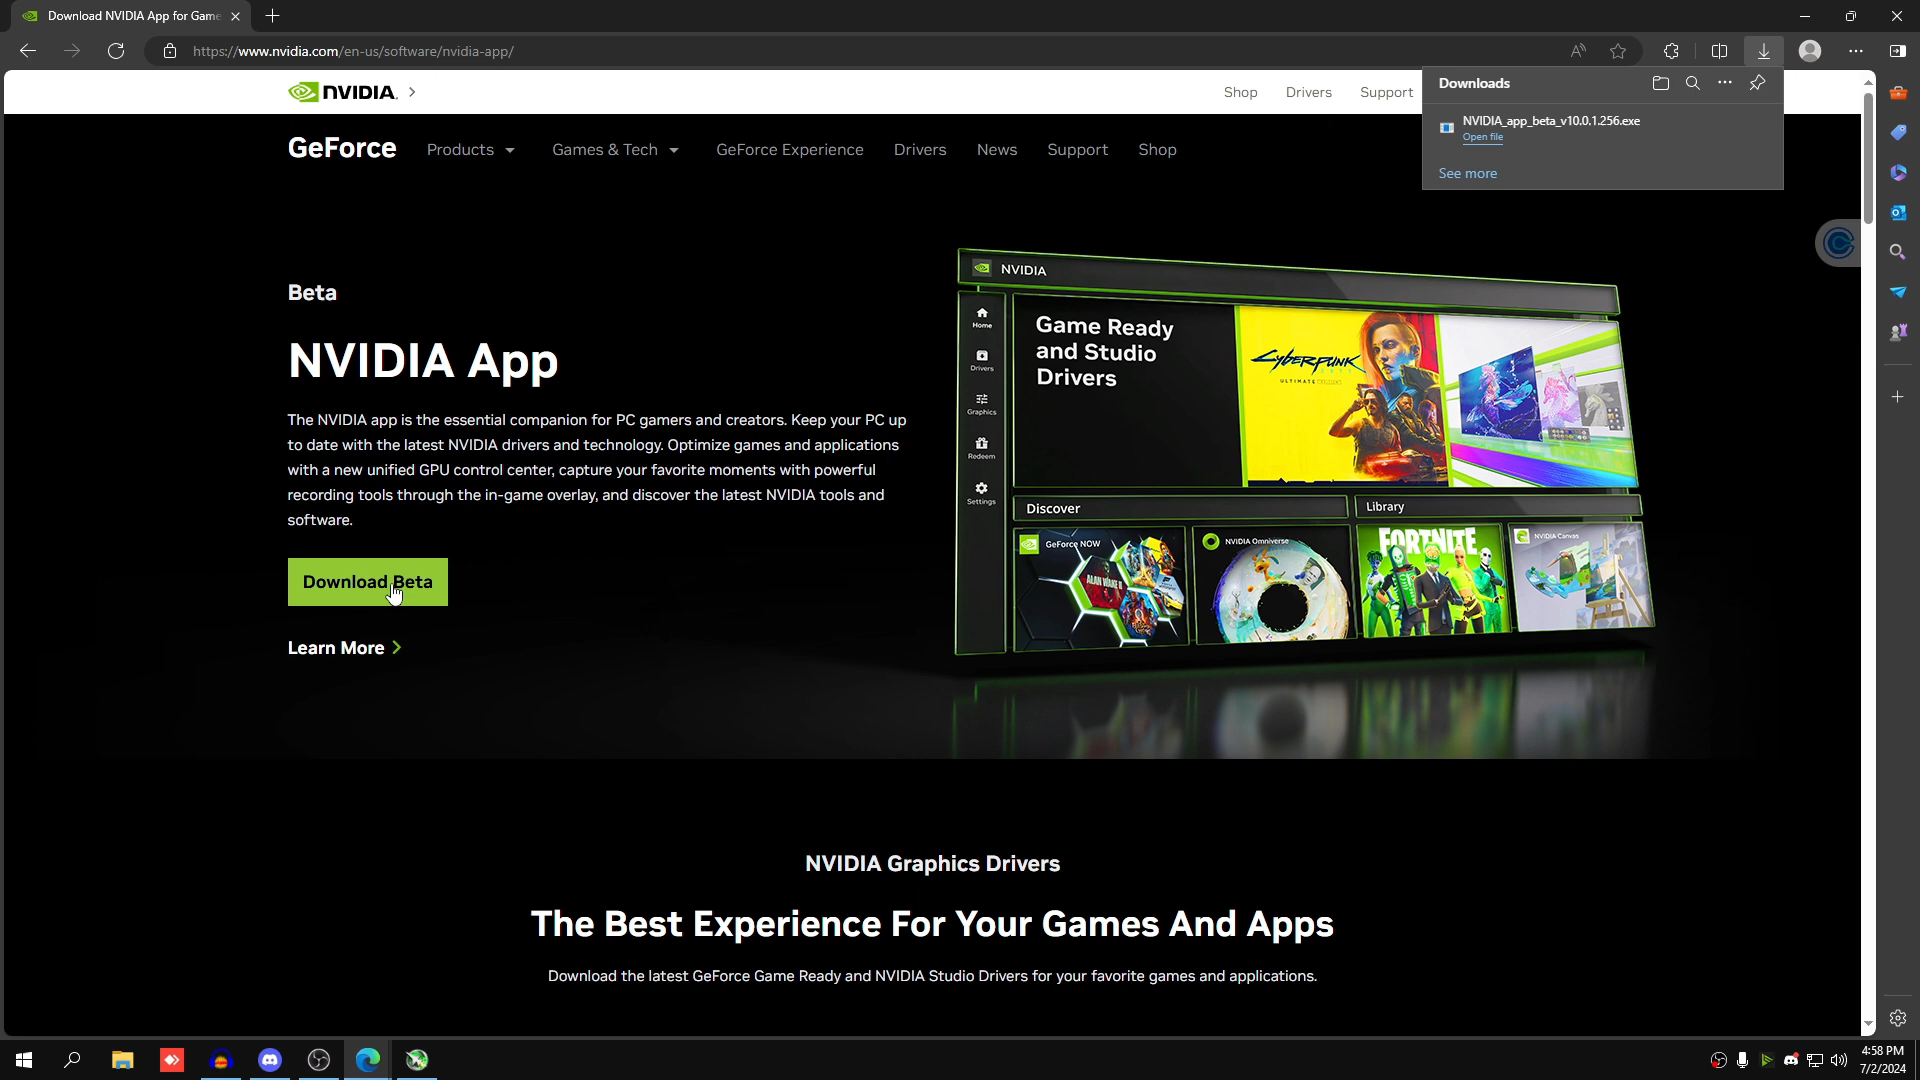 Download NVIDIA App for Game
https://www.nvidia.com/en-us/software/nvidia-app/
Downloads
NVIDIA_app_beta_v10.0.1.256.exe
Open file
See more
NVIDIA.
Shop
Drivers
Support
GeForce
Products
Games & Tech
GeForce Experience
Drivers
News
Support
Shop
Beta
NVIDIA App
The NVIDIA app is the essential companion for PC gamers and creators. Keep your PC up
to date with the latest NVIDIA drivers and technology. Optimize games and applications
with a new unified GPU control center, capture your favorite moments with powerful
recording tools through the in-game overlay, and discover the latest NVIDIA tools and
software.
Download Beta
Learn More
NVIDIA
Home
Drivers
Graphics
Redeem
Settings
Game Ready
and Studio
Drivers
CYBERPUNK
ULTIMATE EDITION
Discover
Library
GeForce NOW
ALAN WAKE II
NVIDIA Omniverse
FORTNITE
NVIDIA Canvas
NVIDIA Graphics Drivers
The Best Experience For Your Games And Apps
Download the latest GeForce Game Ready and NVIDIA Studio Drivers for your favorite games and applications.
4:58 PM
7/2/2024